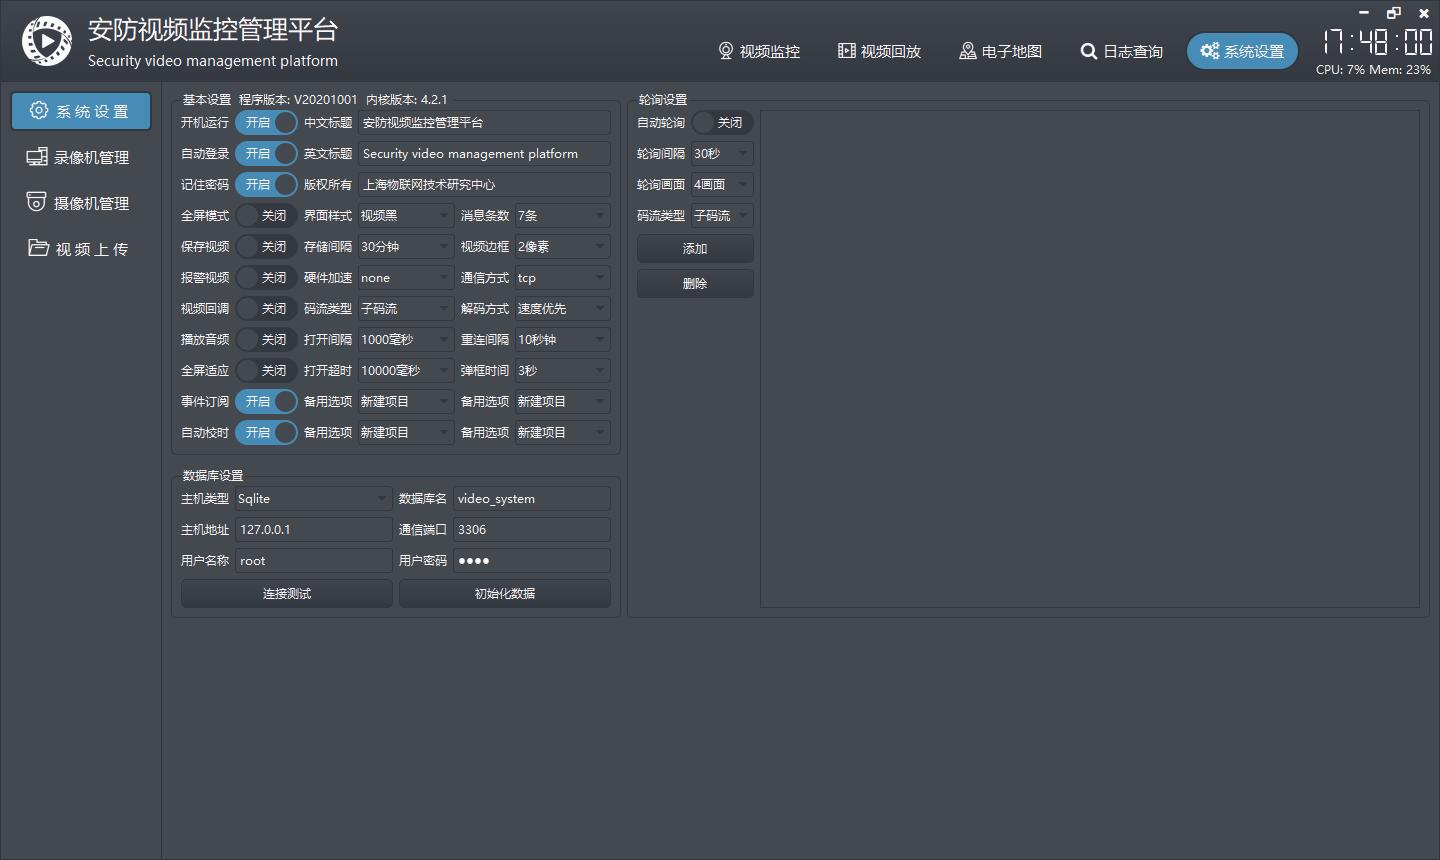 安防视频监控管理平台
Security video management platform
视频监控
视频回放
电子地图
日志查询
系统设置
17:48:00
CPU: 7% Mem: 23%
系统设置
录像机管理
摄像机管理
视频上传
基本设置 程序版本: V20201001 内核版本: 4.2.1
开机运行 开启 中文标题 安防视频监控管理平台
自动登录 开启 英文标题 Security video management platform
记住密码 开启 版权所有 上海物联网技术研究中心
全屏模式 关闭 界面样式 视频黑 消息条数 7条
保存视频 关闭 存储间隔 30分钟 视频边框 2像素
报警视频 关闭 硬件加速 none 通信方式 tcp
视频回调 关闭 码流类型 子码流 解码方式 速度优先
播放音频 关闭 打开间隔 1000毫秒 重连间隔 10秒钟
全屏适应 关闭 打开超时 10000毫秒 弹框时间 3秒
事件订阅 开启 备用选项 新建项目 备用选项 新建项目
自动校时 开启 备用选项 新建项目 备用选项 新建项目
数据库设置
主机类型 Sqlite 数据库名 video_system
主机地址 127.0.0.1 通信端口 3306
用户名称 root 用户密码 ●●●●
连接测试 初始化数据
轮询设置
自动轮询 关闭
轮询间隔 30秒
轮询画面 4画面
码流类型 子码流
添加
删除